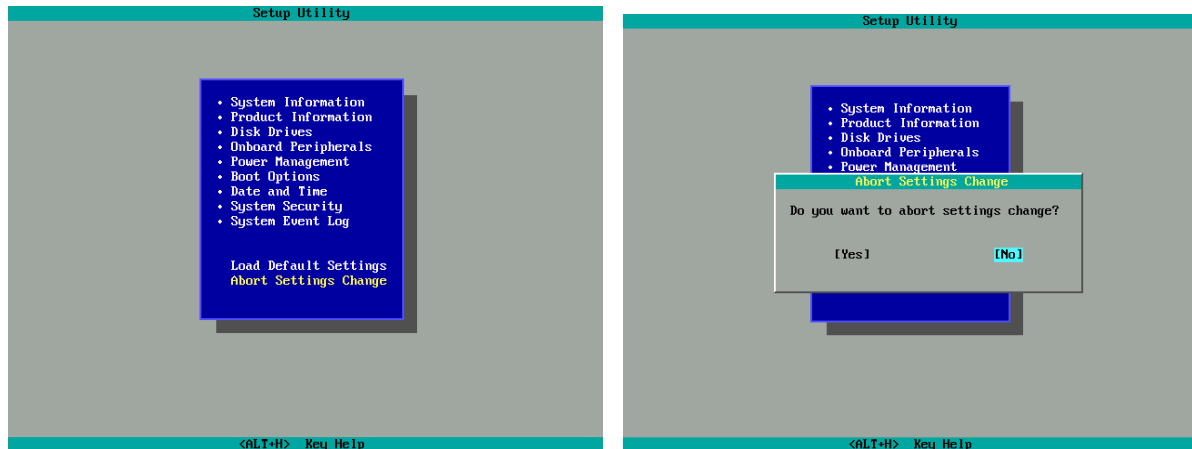 Setup Utility
• System Information
• Product Information
• Disk Drives
• Onboard Peripherals
• Power Management
• Boot Options
• Date and Time
• System Security
• System Event Log
Load Default Settings
Abort Settings Change
<ALT+H> Key Help
Setup Utility
• System Information
• Product Information
• Disk Drives
• Onboard Peripherals
• Power Management
Abort Settings Change
Do you want to abort settings change?
[Yes] [No]
<ALT+H> Key Help